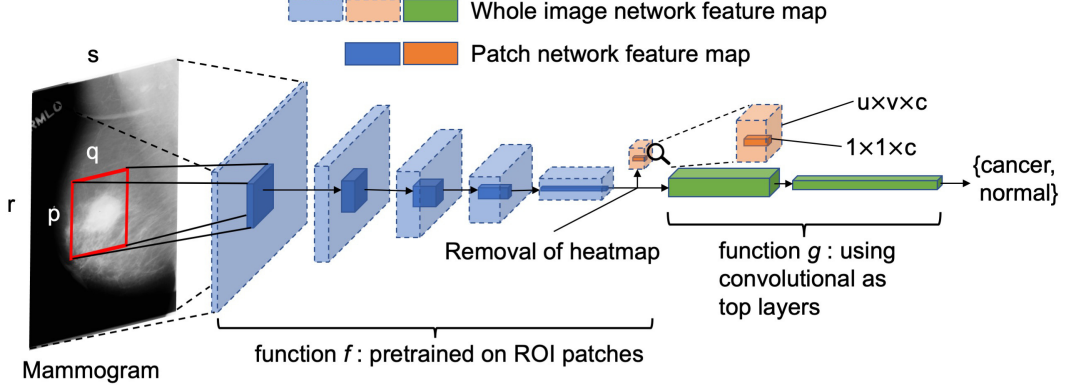 Whole image network feature map
Patch network feature map
s
RMLO
q
r
p
u×v×c
1×1×c
{cancer,
normal}
Removal of heatmap
function g : using
convolutional as
top layers
function f : pretrained on ROI patches
Mammogram